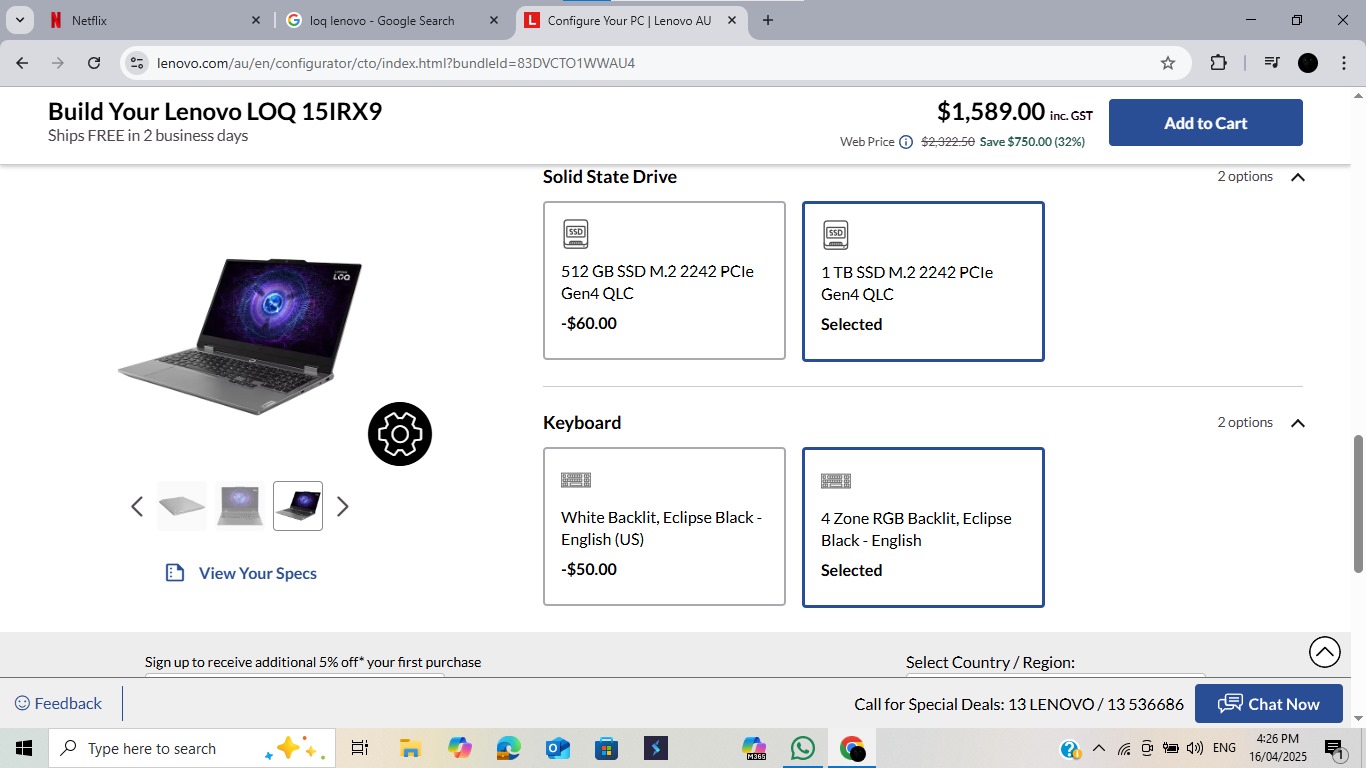 Netflix
loq lenovo - Google Search
L Configure Your PC | Lenovo AU
lenovo.com/au/en/configurator/cto/index.html?bundleId=83DVCTO1WWAU4
Build Your Lenovo LOQ 15IRX9
Ships FREE in 2 business days
$1,589.00 inc. GST
Web Price $2,322.50 Save $750.00 (32%)
Add to Cart
Solid State Drive
2 options
SSD
512 GB SSD M.2 2242 PCIe
Gen4 QLC
-$60.00
SSD
1 TB SSD M.2 2242 PCIe
Gen4 QLC
Selected
LOQ
Keyboard
2 options
White Backlit, Eclipse Black -
English (US)
-$50.00
4 Zone RGB Backlit, Eclipse
Black - English
Selected
View Your Specs
Sign up to receive additional 5% off* your first purchase
Select Country / Region:
Feedback
Call for Special Deals: 13 LENOVO / 13 536686
Chat Now
Type here to search
M365
ENG
4:26 PM
16/04/2025
1